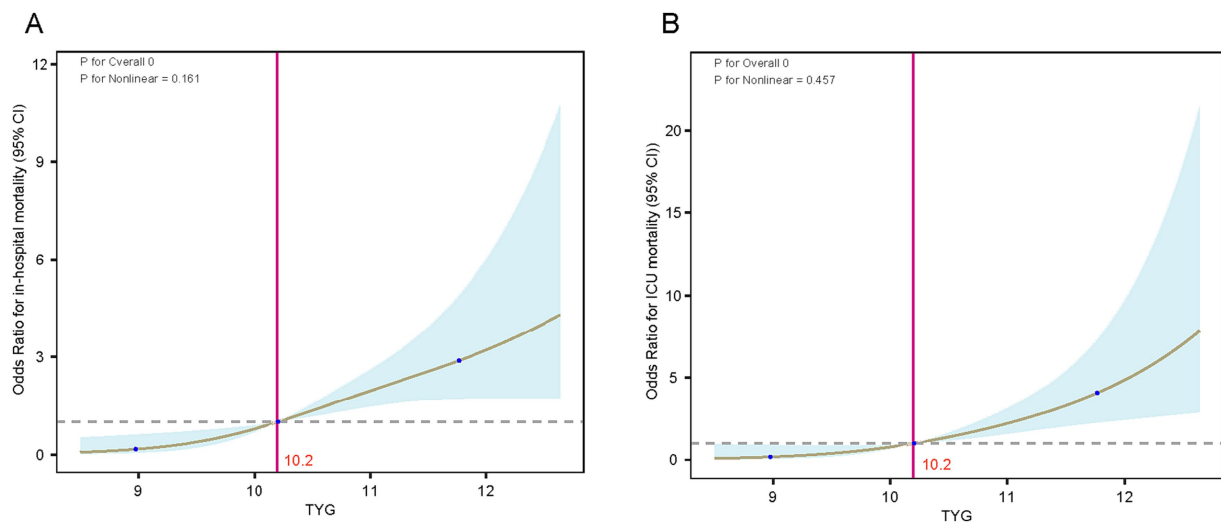 A
P for Cverall 0
P for Nonlinear = 0.161
Odds Ratio for in-hospital mortality (95% CI)
12
9
6
3
0
10.2
9
10
11
12
TYG
B
P for Overall 0
P for Nonlinear = 0.457
Odds Ratio for ICU mortality (95% CI))
20
15
10
5
0
10.2
9
10
11
12
TYG